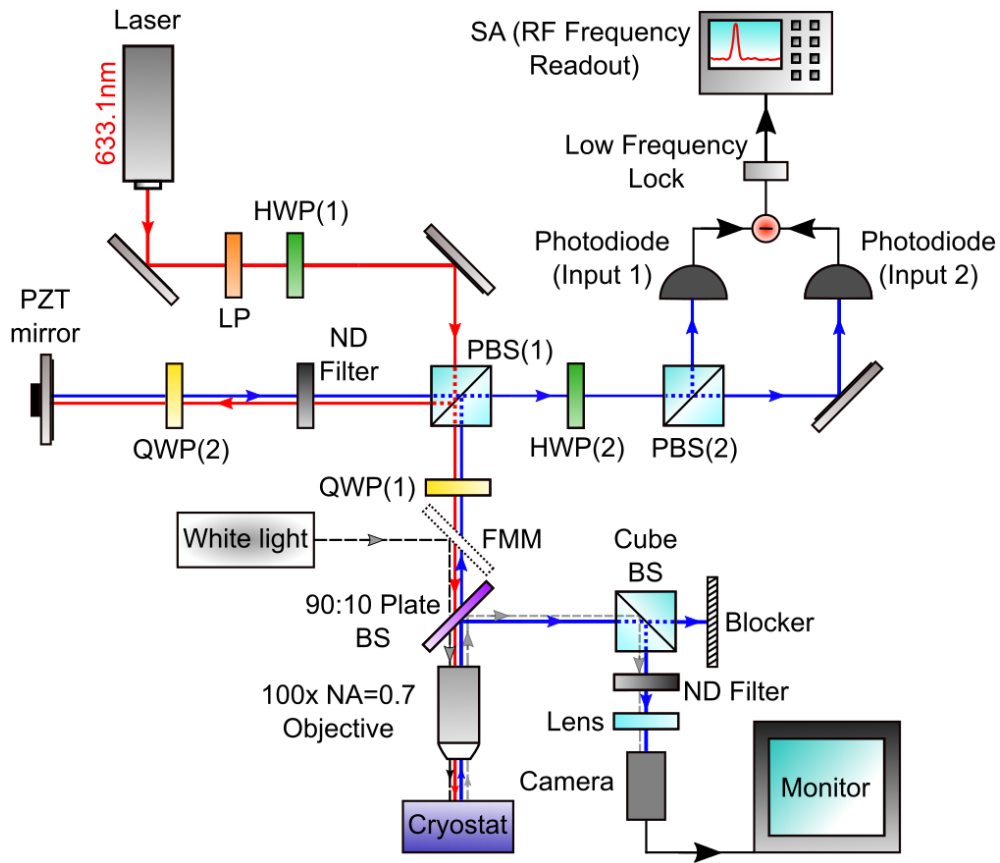 Laser
633.1nm
SA (RF Frequency
Readout)
Low Frequency
Lock
HWP(1)
LP
Photodiode
(Input 1)
Photodiode
(Input 2)
PZT
mirror
ND
Filter
PBS(1)
QWP(2)
HWP(2)
PBS(2)
QWP(1)
White light
FMM
Cube
BS
90:10 Plate
BS
Blocker
100x NA=0.7
Objective
ND Filter
Lens
Camera
Monitor
Cryostat